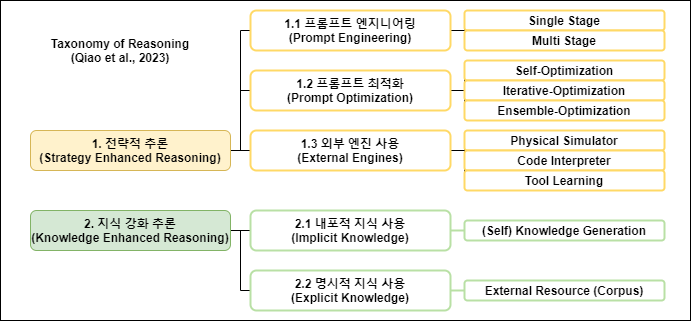 Taxonomy of Reasoning
(Qiao et al., 2023)
1. 전략적 추론
(Strategy Enhanced Reasoning)
1.1 프롬프트 엔지니어링
(Prompt Engineering)
Single Stage
Multi Stage
1.2 프롬프트 최적화
(Prompt Optimization)
Self-Optimization
Iterative-Optimization
Ensemble-Optimization
1.3 외부 엔진 사용
(External Engines)
Physical Simulator
Code Interpreter
Tool Learning
2. 지식 강화 추론
(Knowledge Enhanced Reasoning)
2.1 내포적 지식 사용
(Implicit Knowledge)
(Self) Knowledge Generation
2.2 명시적 지식 사용
(Explicit Knowledge)
External Resource (Corpus)